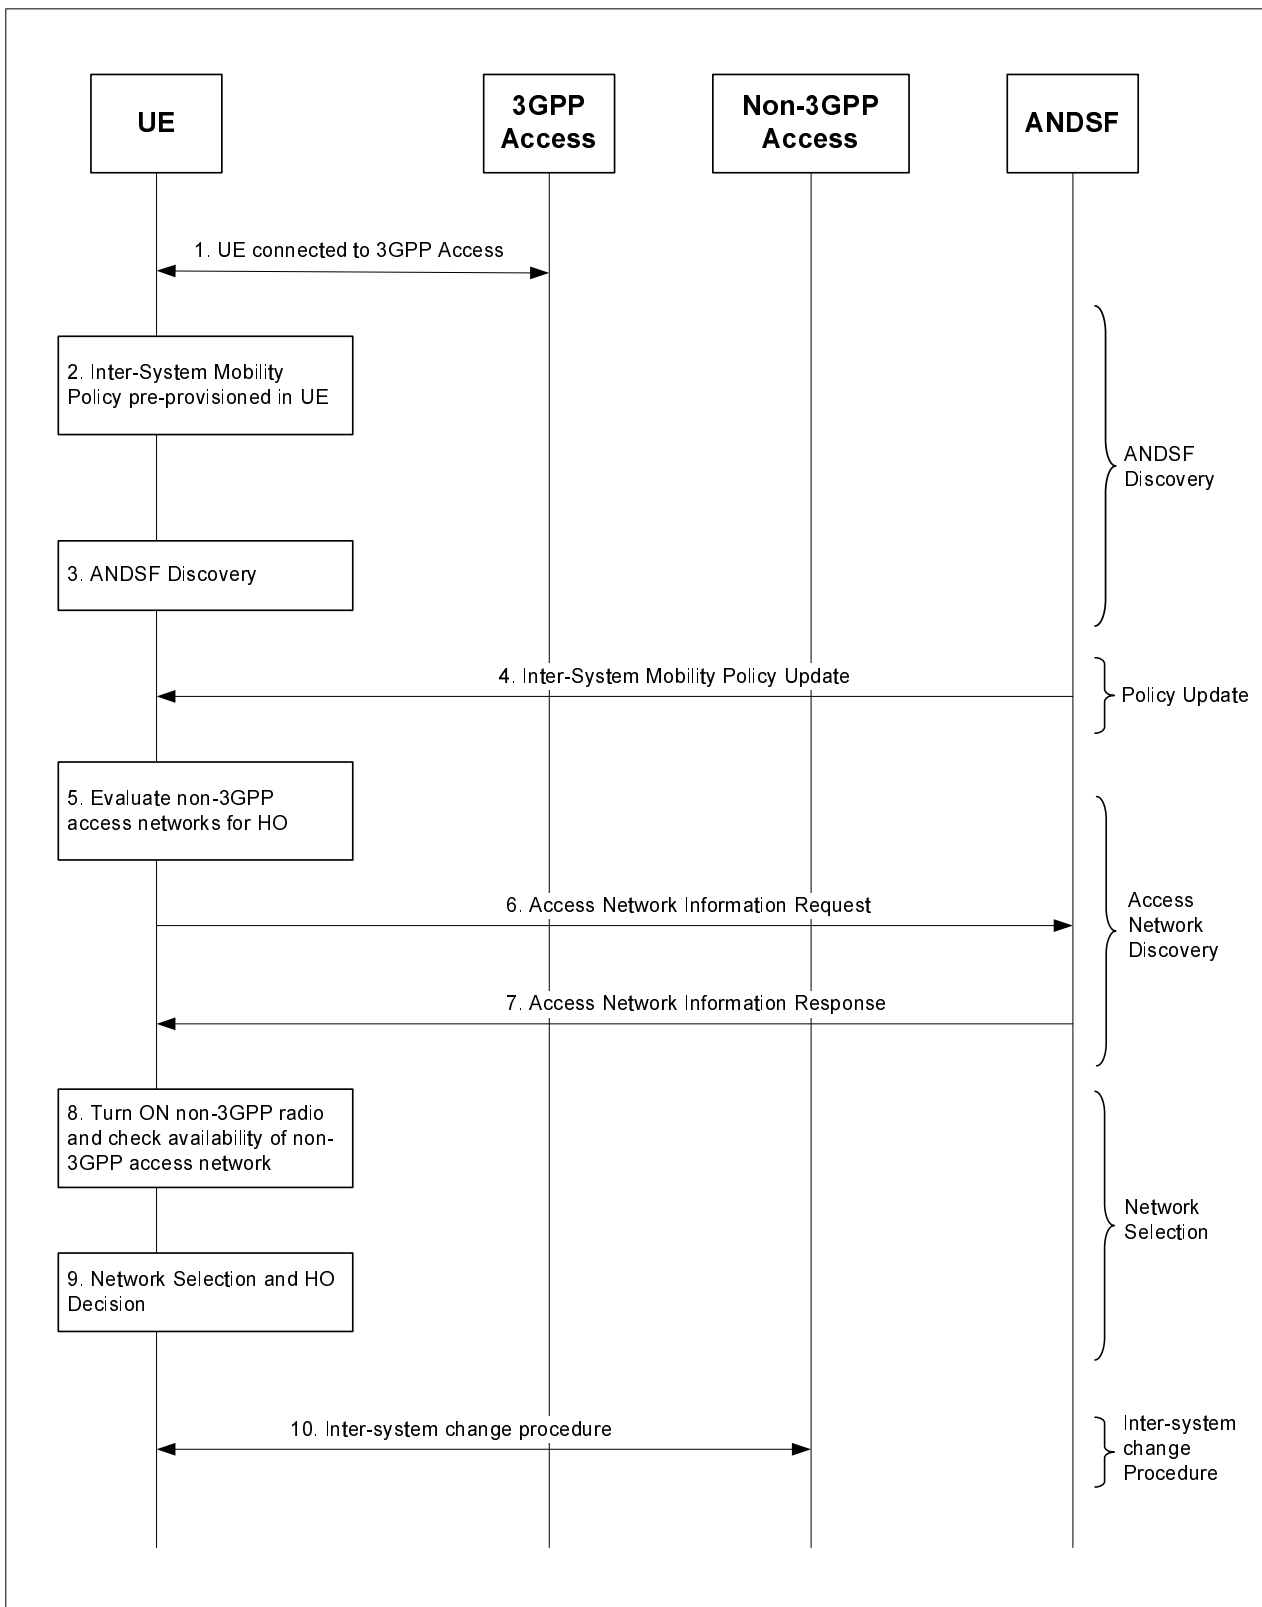 UE
3GPP
Access
Non-3GPP
Access
ANDSF
1. UE connected to 3GPP Access
2. Inter-System Mobility
Policy pre-provisioned in UE
ANDSF
Discovery
3. ANDSF Discovery
4. Inter-System Mobility Policy Update
Policy Update
5. Evaluate non-3GPP
access networks for HO
6. Access Network Information Request
Access
Network
Discovery
7. Access Network Information Response
8. Turn ON non-3GPP radio
and check availability of non-
3GPP access network
Network
Selection
9. Network Selection and HO
Decision
10. Inter-system change procedure
Inter-system
change
Procedure